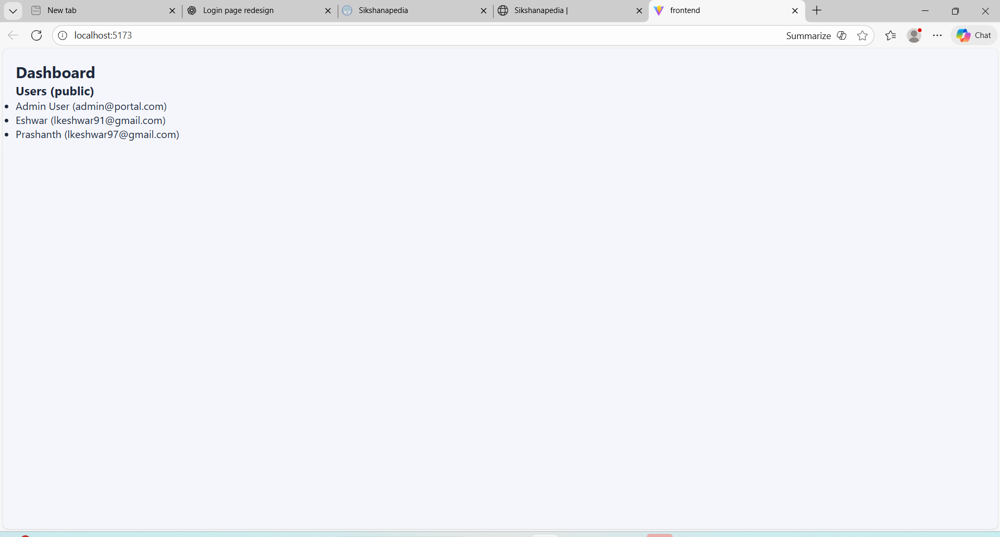 New tab
Login page redesign
Sikshanapedia
Sikshanapedia |
frontend
localhost:5173
Summarize
Chat
Dashboard
Users (public)
• Admin User (admin@portal.com)
• Eshwar (lkeshwar91@gmail.com)
• Prashanth (lkeshwar97@gmail.com)